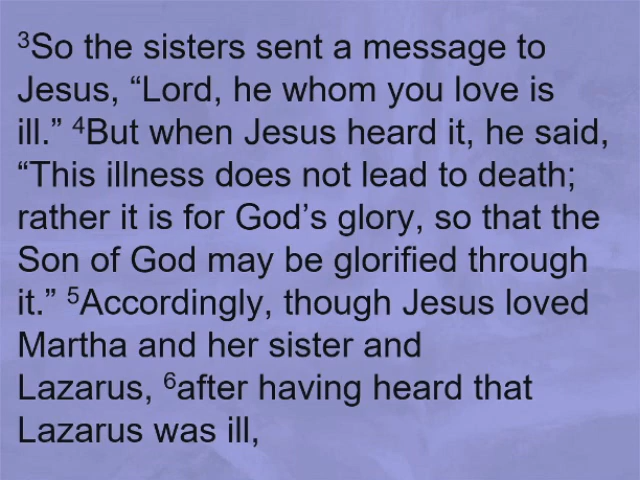 ³So the sisters sent a message to
Jesus, “Lord, he whom you love is
ill.” ⁴But when Jesus heard it, he said,
“This illness does not lead to death;
rather it is for God’s glory, so that the
Son of God may be glorified through
it.” ⁵Accordingly, though Jesus loved
Martha and her sister and
Lazarus, ⁶after having heard that
Lazarus was ill,